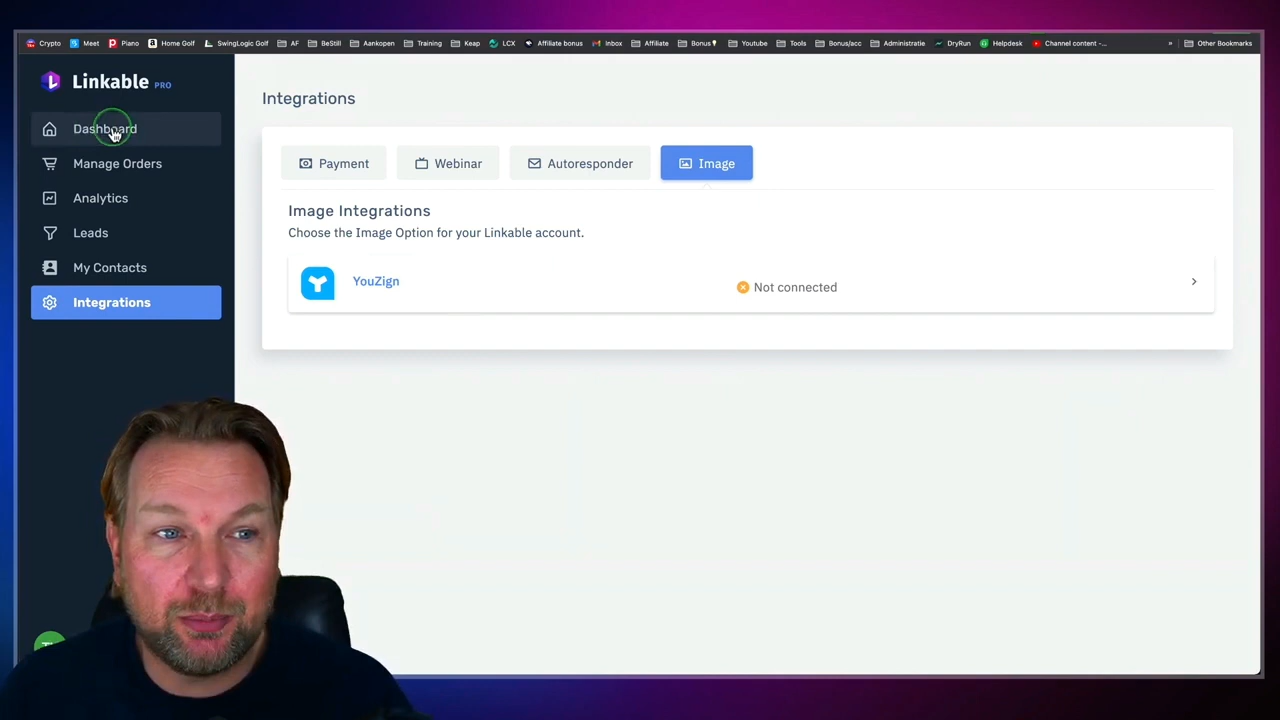 Crypto Meet Piano Home Golf SwingLogic Golf AF BeStill Aankopen Training Keap LCX Affiliate bonus Inbox Affiliate Bonus Youtube Tools Bonus/acc Administratie DryRun Helpdesk Channel content -... » Other Bookmarks
Linkable PRO
Dashboard
Manage Orders
Analytics
Leads
My Contacts
Integrations
Integrations
Payment Webinar Autoresponder Image
Image Integrations
Choose the Image Option for your Linkable account.
YouZign Not connected